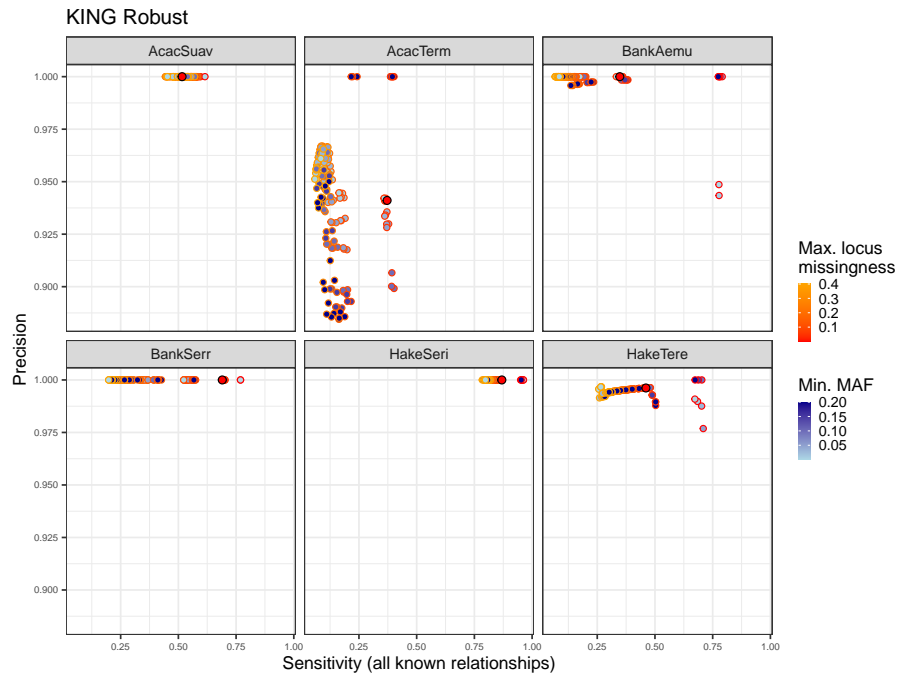 KING Robust
AcacSuav
AcacTerm
BankAemu
1.000
0.975
0.950
0.925
0.900
BankSerr
HakeSeri
HakeTere
1.000
0.975
0.950
0.925
0.900
Precision
0.25 0.50 0.75 1.00
0.25 0.50 0.75 1.00
0.25 0.50 0.75 1.00
Sensitivity (all known relationships)
Max. locus
missingness
0.4
0.3
0.2
0.1
Min. MAF
0.20
0.15
0.10
0.05